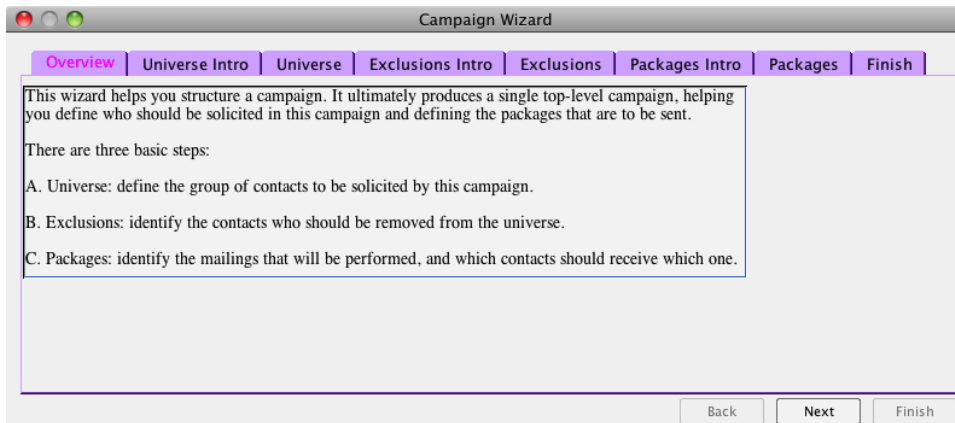 Campaign Wizard
Overview Universe Intro Universe Exclusions Intro Exclusions Packages Intro Packages Finish
This wizard helps you structure a campaign. It ultimately produces a single top-level campaign, helping
you define who should be solicited in this campaign and defining the packages that are to be sent.
There are three basic steps:
A. Universe: define the group of contacts to be solicited by this campaign.
B. Exclusions: identify the contacts who should be removed from the universe.
C. Packages: identify the mailings that will be performed, and which contacts should receive which one.
Back Next Finish